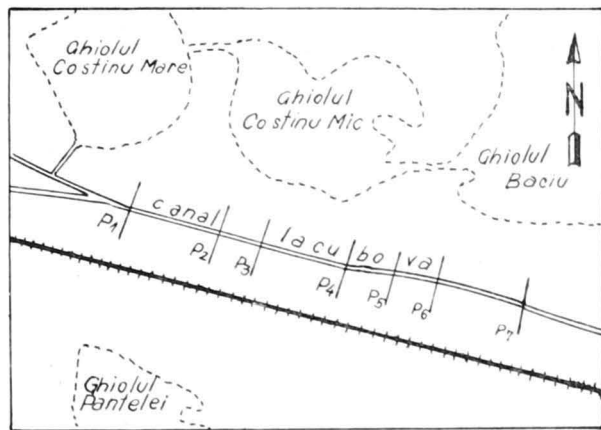 Ghiolul
Costinu Mare
Ghiolul
Costinu Mic
N
Ghiolul
Baciu
canal lacu bo va
P1
P2
P3
P4
P5
P6
P7
Ghiolul
Pantelei